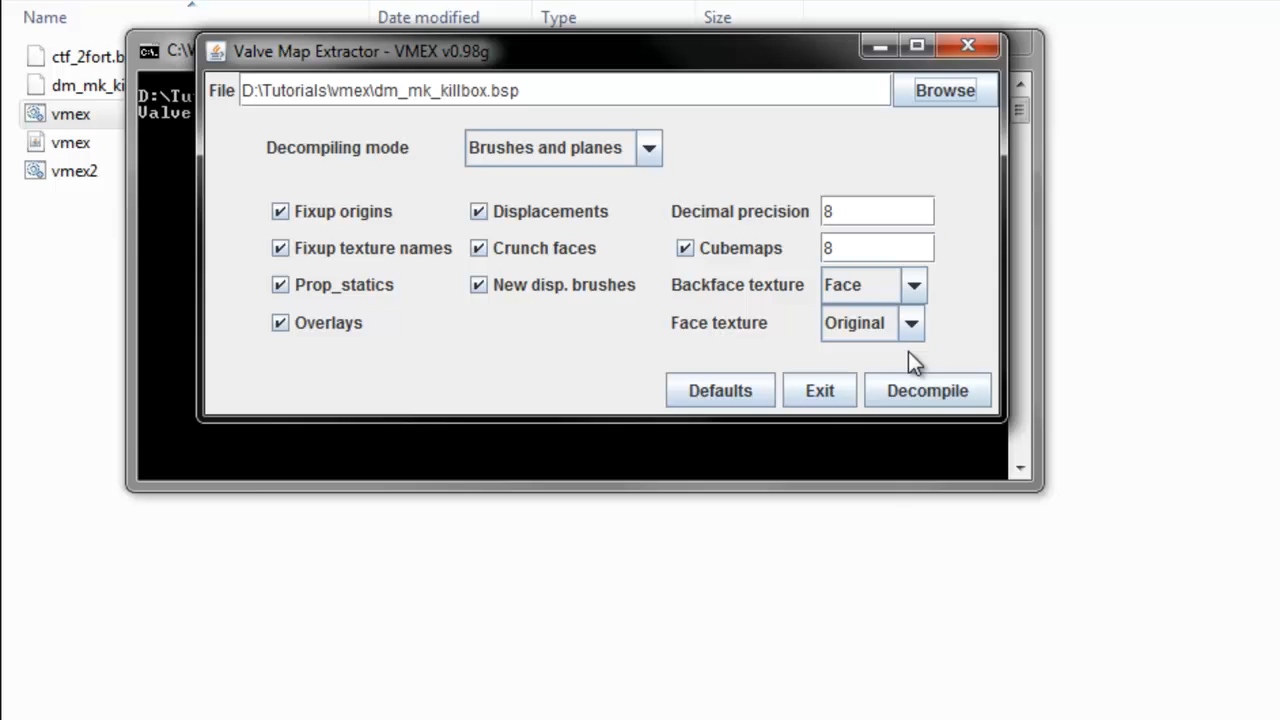 Name Date modified Type Size
ctf_2fort.b
dm_mk_ki
vmex
vmex
vmex2
C:\
D:\Tu
Valve
Valve Map Extractor - VMEX v0.98g
File D:\Tutorials\vmex\dm_mk_killbox.bsp Browse
Decompiling mode Brushes and planes
Fixup origins Displacements Decimal precision 8
Fixup texture names Crunch faces Cubemaps 8
Prop_statics New disp. brushes Backface texture Face
Overlays Face texture Original
Defaults Exit Decompile